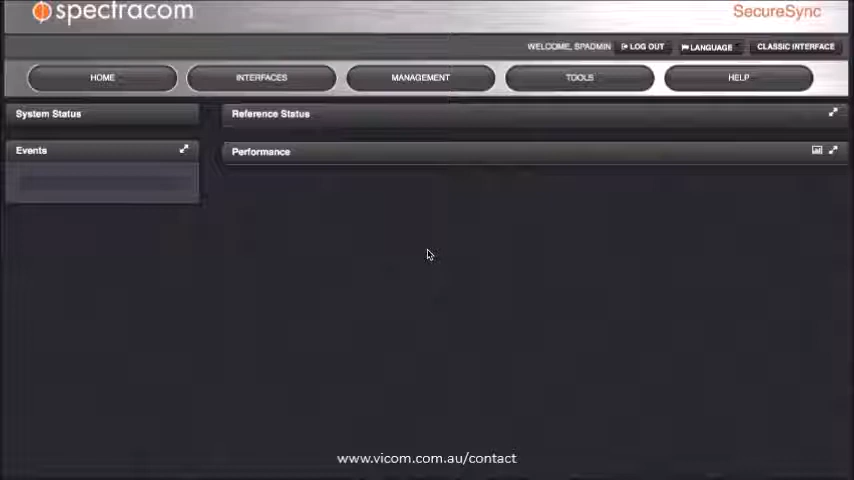 spectracom
SecureSync
WELCOME, SPADMIN LOG OUT LANGUAGE CLASSIC INTERFACE
HOME INTERFACES MANAGEMENT TOOLS HELP
System Status Reference Status
Events Performance
www.vicom.com.au/contact